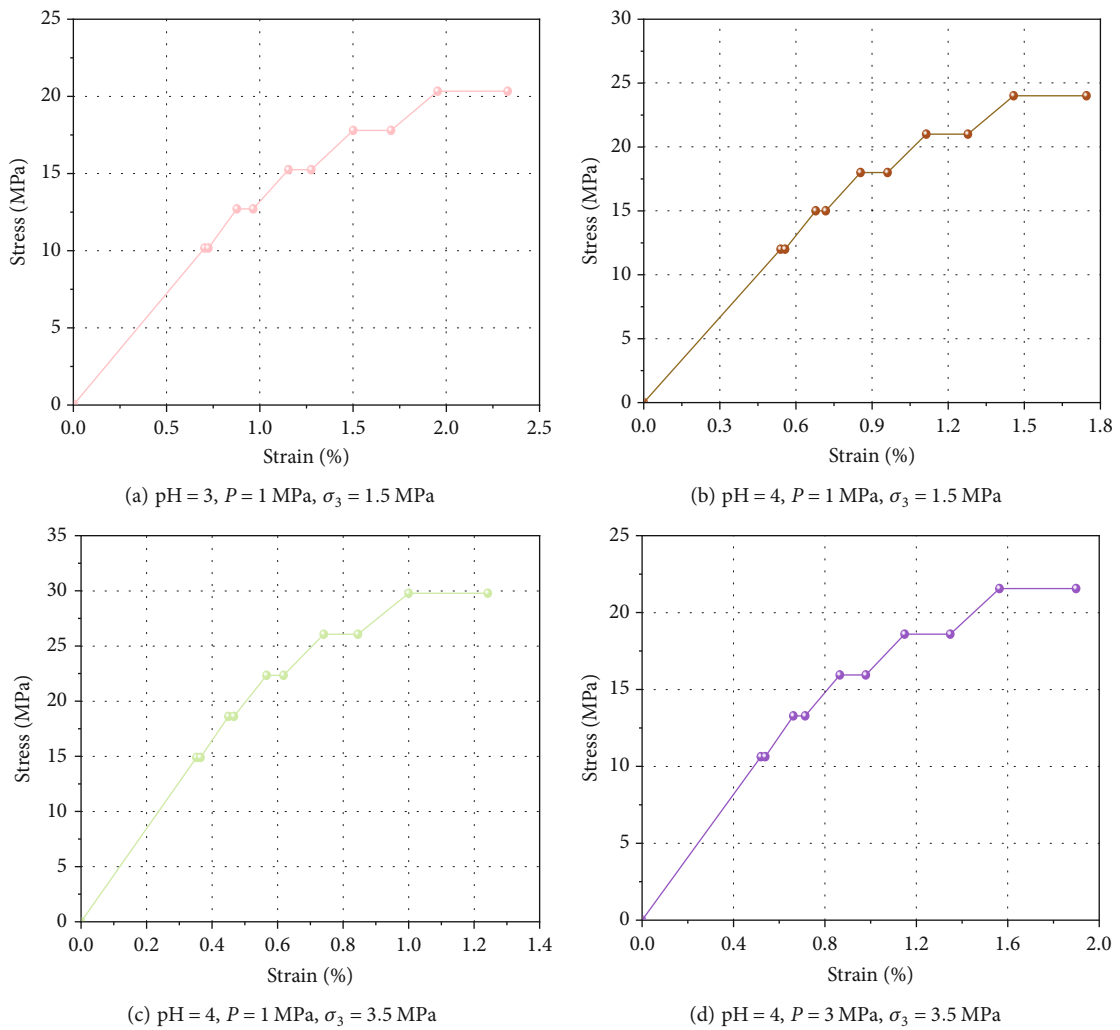 25
20
15
10
5
0
0.0 0.5 1.0 1.5 2.0 2.5
Stress (MPa)
Strain (%)
(a) pH = 3, P = 1 MPa, σ₃ = 1.5 MPa
30
25
20
15
10
5
0
0.0 0.3 0.6 0.9 1.2 1.5 1.8
Stress (MPa)
Strain (%)
(b) pH = 4, P = 1 MPa, σ₃ = 1.5 MPa
35
30
25
20
15
10
5
0
0.0 0.2 0.4 0.6 0.8 1.0 1.2 1.4
Stress (MPa)
Strain (%)
(c) pH = 4, P = 1 MPa, σ₃ = 3.5 MPa
25
20
15
10
5
0
0.0 0.4 0.8 1.2 1.6 2.0
Stress (MPa)
Strain (%)
(d) pH = 4, P = 3 MPa, σ₃ = 3.5 MPa